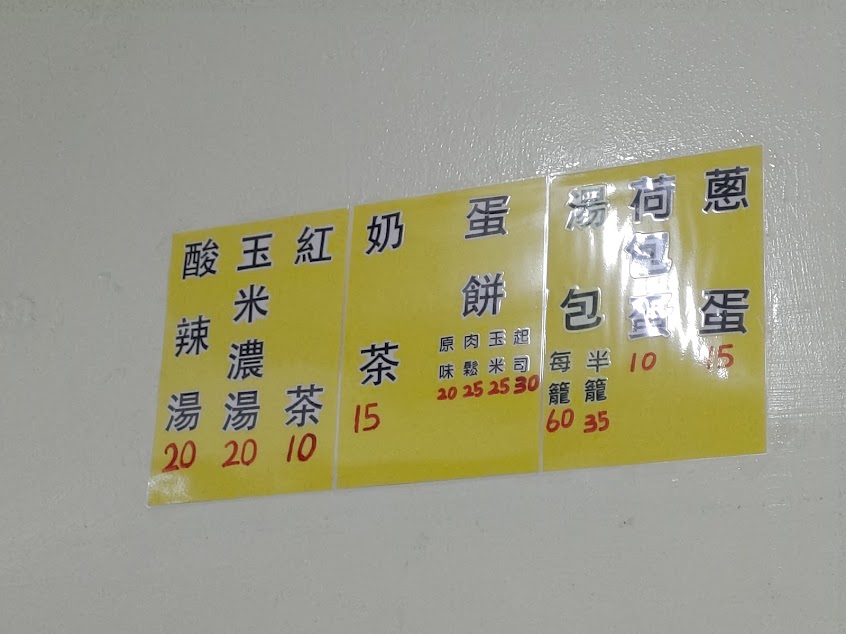 蔥蛋
15
荷包蛋
10
湯包
半籠
35
每籠
60
蛋餅
起司
30
玉米
25
肉鬆
25
原味
20
奶茶
15
紅茶
10
玉米濃湯
20
酸辣湯
20